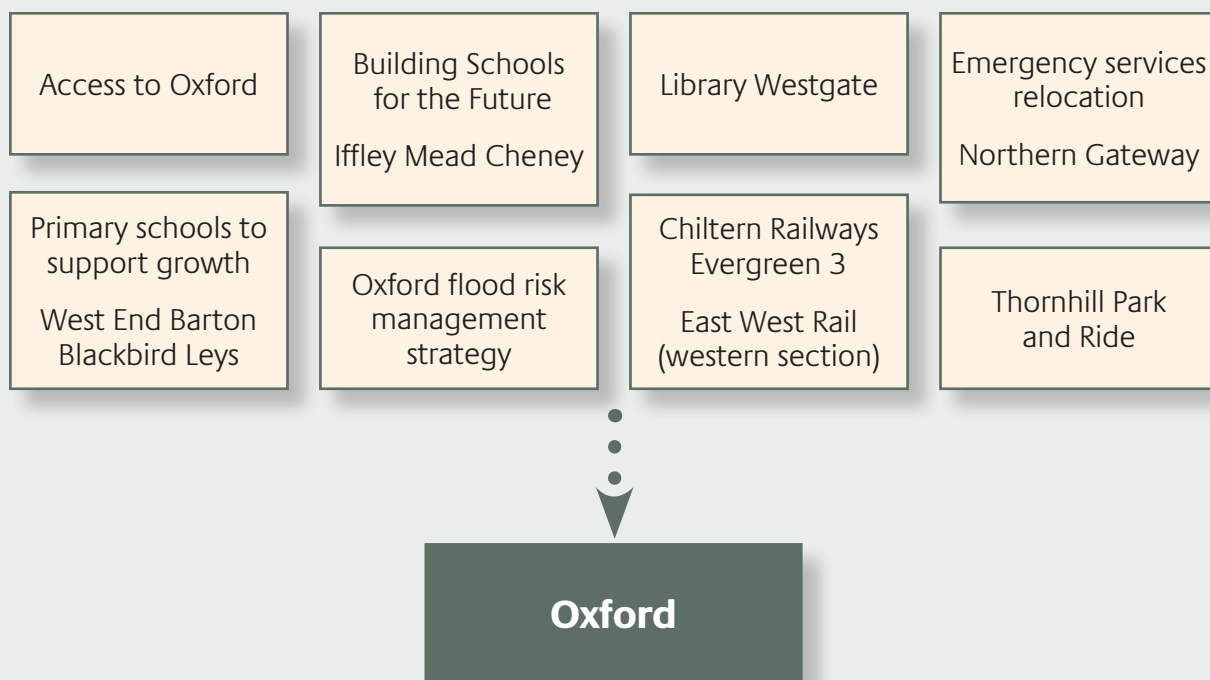 Access to Oxford
Building Schools
for the Future
Iffley Mead Cheney
Library Westgate
Emergency services
relocation
Northern Gateway
Primary schools to
support growth
West End Barton
Blackbird Leys
Oxford flood risk
management
strategy
Chiltern Railways
Evergreen 3
East West Rail
(western section)
Thornhill Park
and Ride
Oxford